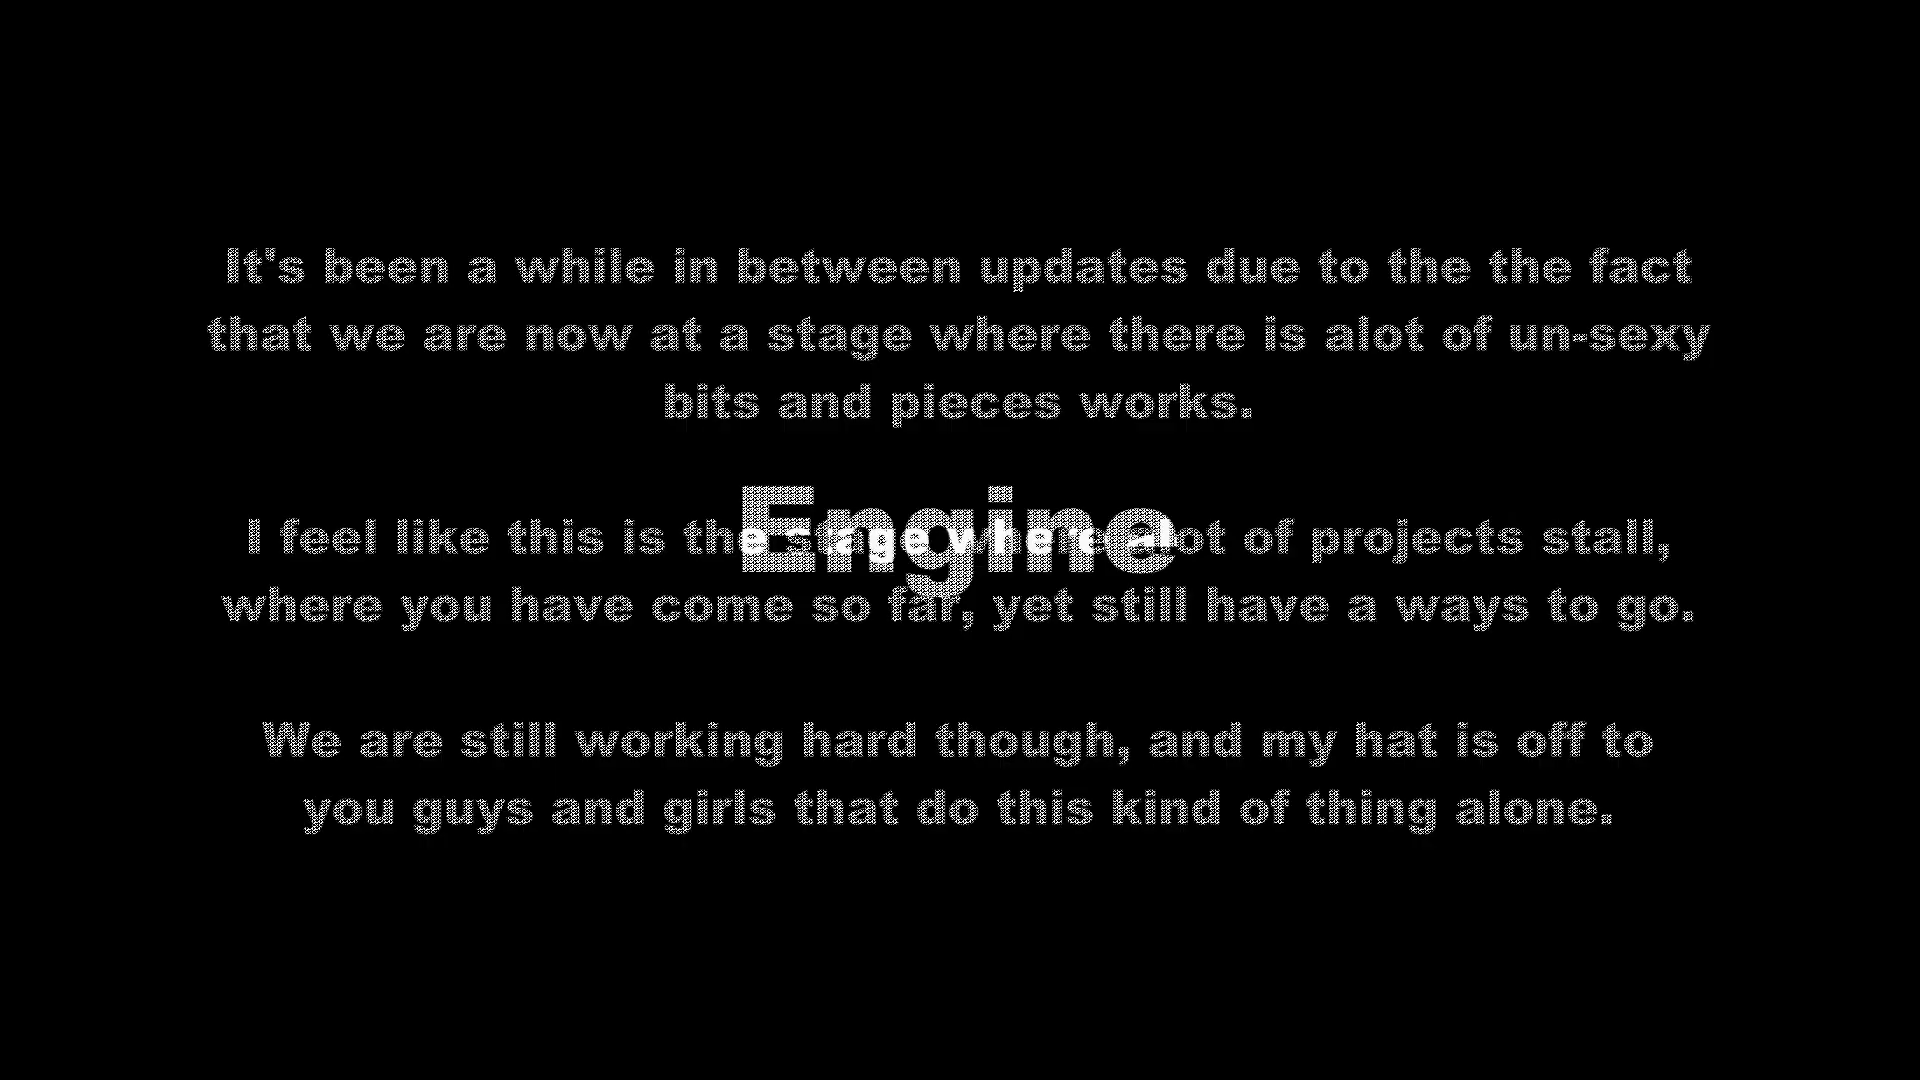 It's been a while in between updates due to the the fact
that we are now at a stage where there is alot of un-sexy
bits and pieces works.
Engine
I feel like this is the stage where alot of projects stall,
where you have come so far, yet still have a ways to go.
We are still working hard though, and my hat is off to
you guys and girls that do this kind of thing alone.